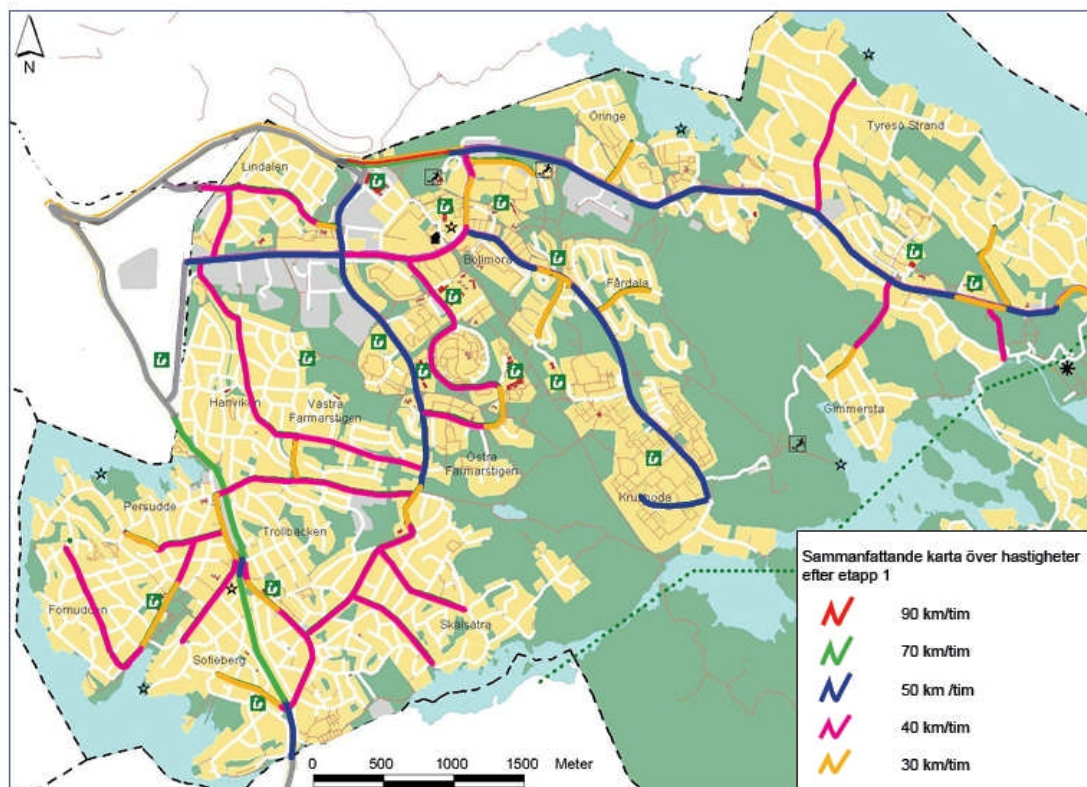 N
Lindalen
Öringe
Tyresö Strand
Bollmora
Fårdala
Hanviken
Västra
Farmarstigen
Östra
Farmarstigen
Gimmersta
Krusboda
Persudde
Trollbäcken
Fornudden
Skälsätra
Sofieberg
Sammanfattande karta över hastigheter
efter etapp 1
90 km/tim
70 km/tim
50 km /tim
40 km/tim
30 km/tim
0 500 1000 1500 Meter